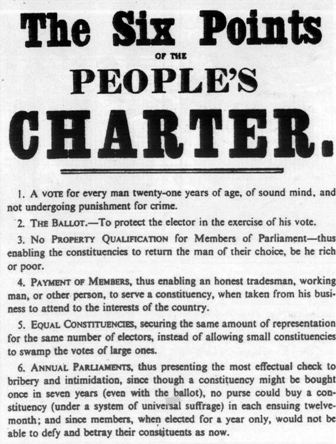 The Six Points
OF THE
PEOPLE'S
CHARTER.
1. A VOTE for every man twenty-one years of age, of sound mind, and
not undergoing punishment for crime.
2. THE BALLOT.—To protect the elector in the exercise of his vote.
3. NO PROPERTY QUALIFICATION for Members of Parliament—thus
enabling the constituencies to return the man of their choice, be he rich
or poor.
4. PAYMENT OF MEMBERS, thus enabling an honest tradesman, working
man, or other person, to serve a constituency, when taken from his busi-
ness to attend to the interests of the country.
5. EQUAL CONSTITUENCIES, securing the same amount of representation
for the same number of electors, instead of allowing small constituencies
to swamp the votes of large ones.
6. ANNUAL PARLIAMENTS, thus presenting the most effectual check to
bribery and intimidation, since though a constituency might be bought
once in seven years (even with the ballot), no purse could buy a con-
stituency (under a system of universal suffrage) in each ensuing twelve-
month; and since members, when elected for a year only, would not be
able to defy and betray their constituents as now.